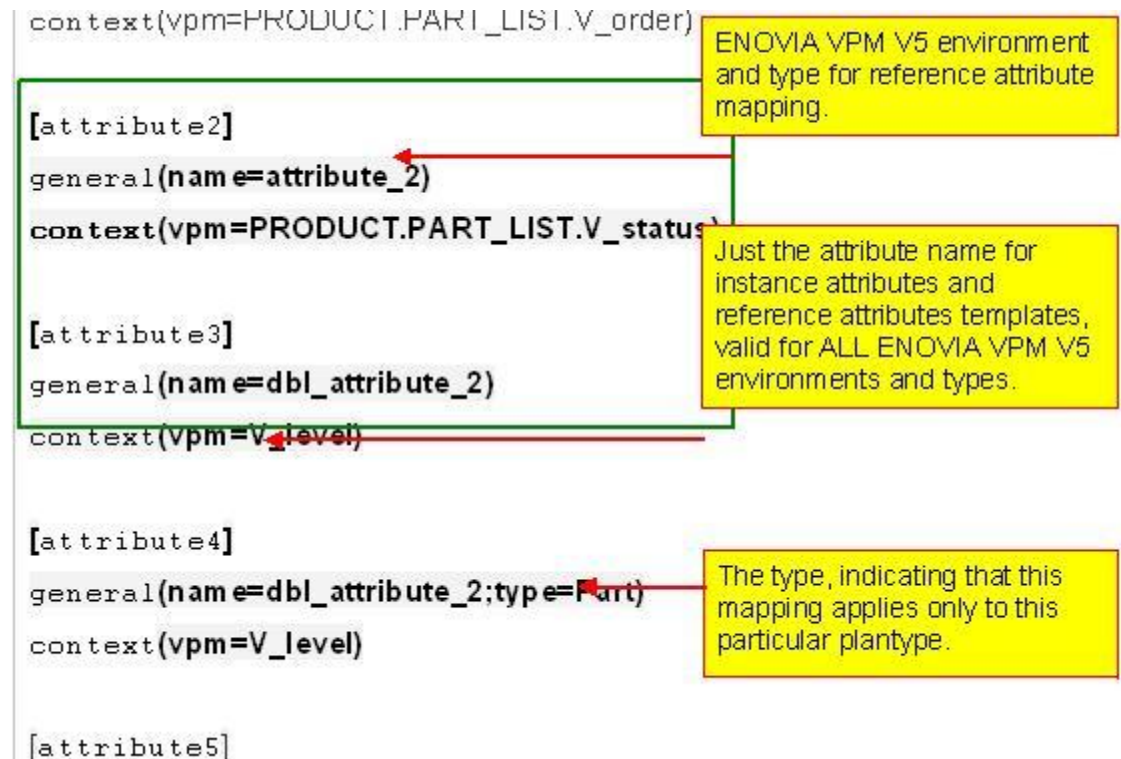 context(vpm=PRODUCT.PART_LIST.V_order)
ENOVIA VPM V5 environment
and type for reference attribute
mapping.
[attribute2]
general(name=attribute_2)
context(vpm=PRODUCT.PART_LIST.V_status)
Just the attribute name for
instance attributes and
reference attributes templates,
valid for ALL ENOVIA VPM V5
environments and types.
[attribute3]
general(name=dbl_attribute_2)
context(vpm=V_level)
[attribute4]
general(name=dbl_attribute_2;type=Part)
context(vpm=V_level)
The type, indicating that this
mapping applies only to this
particular plantype.
[attribute5]